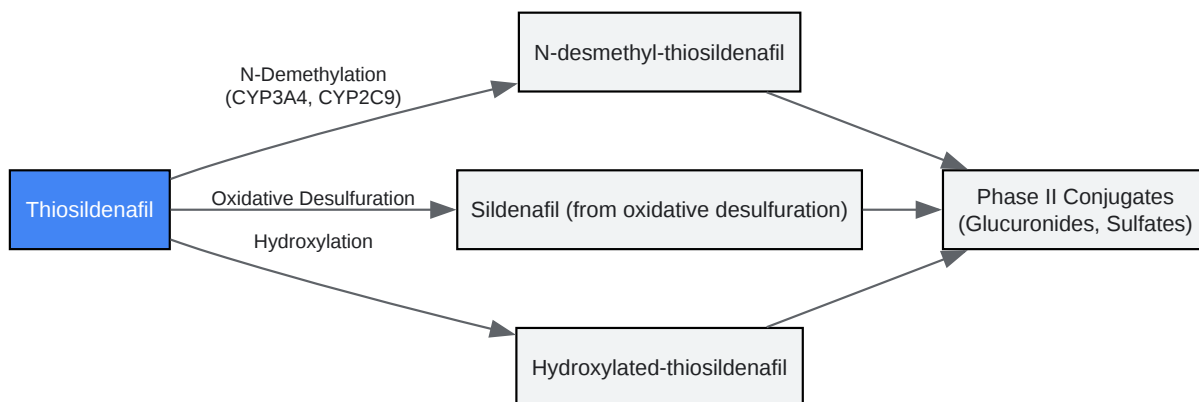 N-desmethyl-thiosildenafil
N-Demethylation
(CYP3A4, CYP2C9)
Thiosildenafil
Oxidative Desulfuration
Sildenafil (from oxidative desulfuration)
Phase II Conjugates
(Glucuronides, Sulfates)
Hydroxylation
Hydroxylated-thiosildenafil